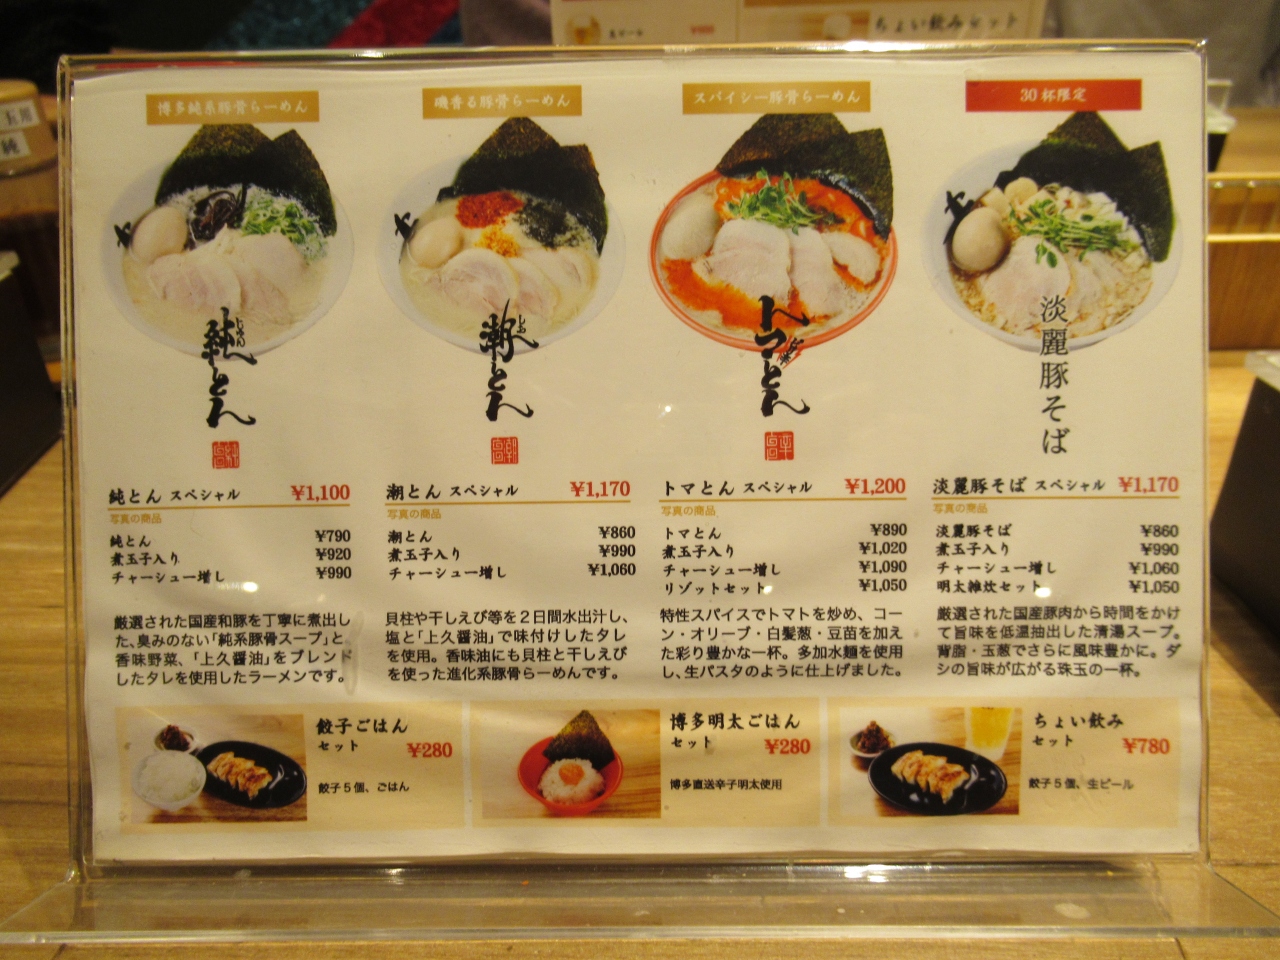 ちょい飲みセット
玉用
純
博多純系豚骨らーめん
純とん
純とん スペシャル ¥1,100
写真の商品
純とん ¥790
煮玉子入り ¥920
チャーシュー増し ¥990
厳選された国産和豚を丁寧に煮出し
た、臭みのない「純系豚骨スープ」と、
香味野菜、「上久醤油」をブレンド
したタレを使用したラーメンです。
磯香る豚骨らーめん
潮とん
潮とん スペシャル ¥1,170
写真の商品
潮とん ¥860
煮玉子入り ¥990
チャーシュー増し ¥1,060
貝柱や干しえび等を2日間水出汁し、
塩と「上久醤油」で味付けしたタレ
を使用。香味油にも貝柱と干しえび
を使った進化系豚骨らーめんです。
スパイシー豚骨らーめん
トマとん
トマとん スペシャル ¥1,200
写真の商品
トマとん ¥890
煮玉子入り ¥1,020
チャーシュー増し ¥1,090
リゾットセット ¥1,050
特性スパイスでトマトを炒め、コー
ン・オリーブ・白髪葱・豆苗を加え
た彩り豊かな一杯。多加水麺を使用
し、生パスタのように仕上げました。
30杯限定
淡麗豚そば
淡麗豚そば スペシャル ¥1,170
写真の商品
淡麗豚そば ¥860
煮玉子入り ¥990
チャーシュー増し ¥1,060
明太雑炊セット ¥1,050
厳選された国産豚肉から時間をかけ
て旨味を低温抽出した清湯スープ。
背脂・玉葱でさらに風味豊かに。ダ
シの旨味が広がる珠玉の一杯。
餃子ごはん
セット ¥280
餃子5個、ごはん
博多明太ごはん
セット ¥280
博多直送辛子明太使用
ちょい飲み
セット ¥780
餃子5個、生ビール